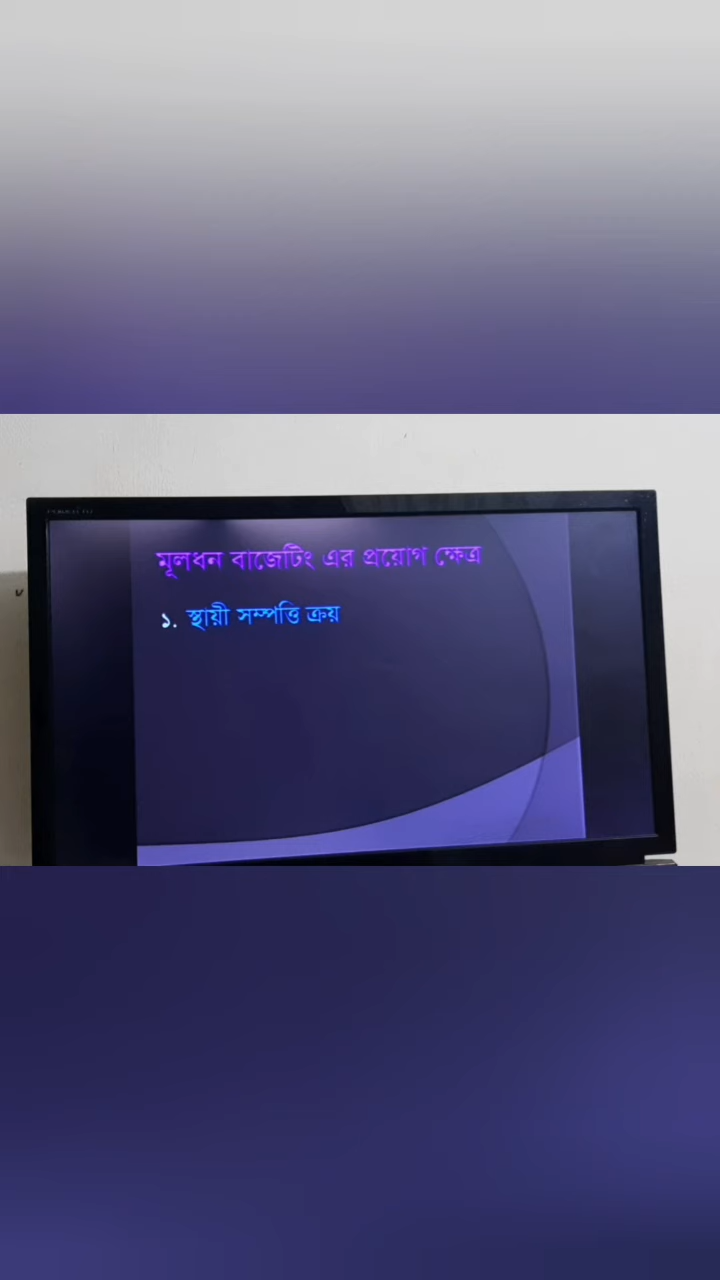 মূলধন বাজেটিং এর প্রয়োগ ক্ষেত্র
১. স্থায়ী সম্পত্তি ক্রয়